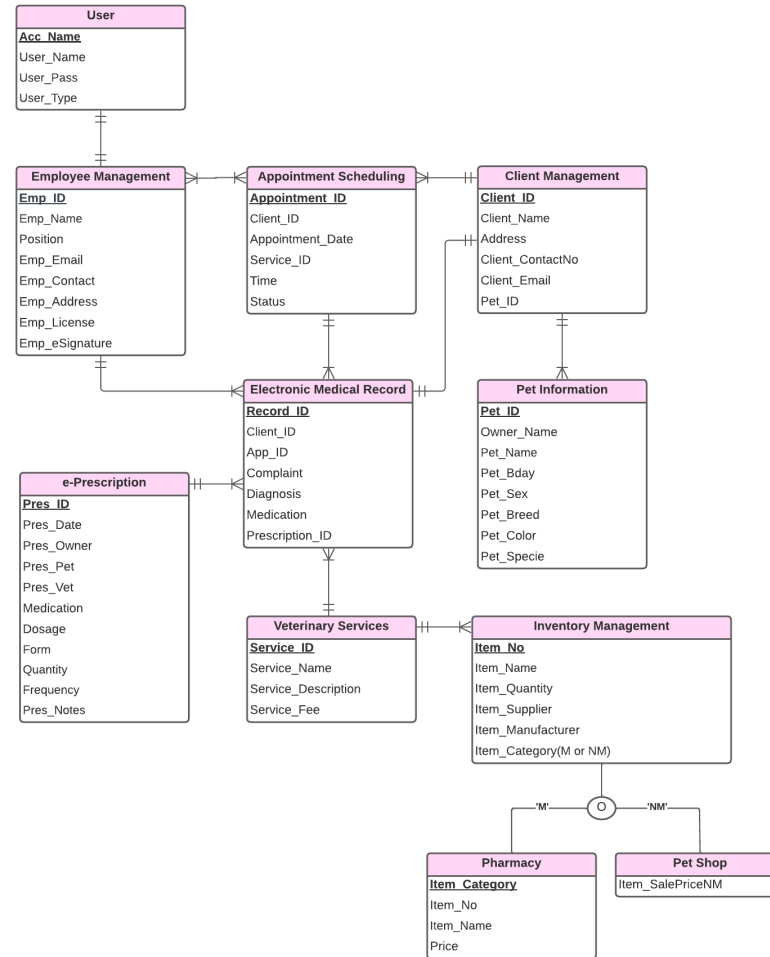 User
Acc_Name
User_Name
User_Pass
User_Type
Employee Management
Emp_ID
Emp_Name
Position
Emp_Email
Emp_Contact
Emp_Address
Emp_License
Emp_eSignature
Appointment Scheduling
Appointment_ID
Client_ID
Appointment_Date
Service_ID
Time
Status
Client Management
Client_ID
Client_Name
Address
Client_ContactNo
Client_Email
Pet_ID
Electronic Medical Record
Record_ID
Client_ID
App_ID
Complaint
Diagnosis
Medication
Prescription_ID
Pet Information
Pet_ID
Owner_Name
Pet_Name
Pet_Bday
Pet_Sex
Pet_Breed
Pet_Color
Pet_Specie
e-Prescription
Pres_ID
Pres_Date
Pres_Owner
Pres_Pet
Pres_Vet
Medication
Dosage
Form
Quantity
Frequency
Pres_Notes
Veterinary Services
Service_ID
Service_Name
Service_Description
Service_Fee
Inventory Management
Item_No
Item_Name
Item_Quantity
Item_Supplier
Item_Manufacturer
Item_Category(M or NM)
'M'
O
'NM'
Pharmacy
Item_Category
Item_No
Item_Name
Price
Pet Shop
Item_SalePriceNM